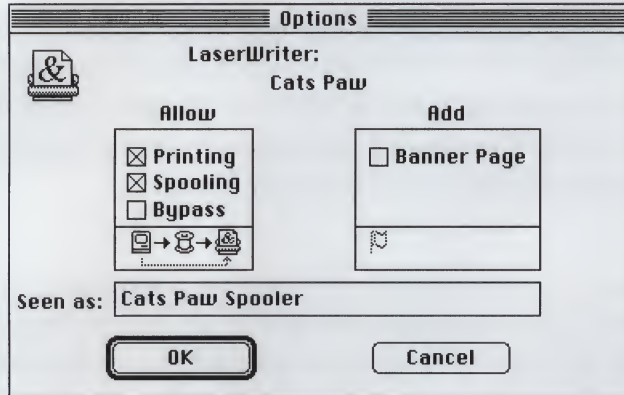 Options
LaserWriter:
Cats Paw
Allow
Add
Printing
Spooling
Bypass
Banner Page
&
&
Seen as: Cats Paw Spooler
OK
Cancel